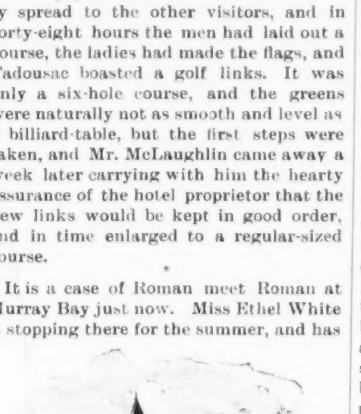 y spread to the other visitors, and in
orty-eight hours the men had laid out a
ourse, the ladies had made the flags, and
adousac boasted a golf links. It was
nly a six-hole course, and the greens
ere naturally not as smooth and level as
billiard-table, but the first steps were
aken, and Mr. McLaughlin came away a
eek later carrying with him the hearty
ssurance of the hotel proprietor that the
ew links would be kept in good order,
nd in time enlarged to a regular-sized
ourse.
*
It is a case of Roman meet Roman at
urray Bay just now. Miss Ethel White
stopping there for the summer, and has